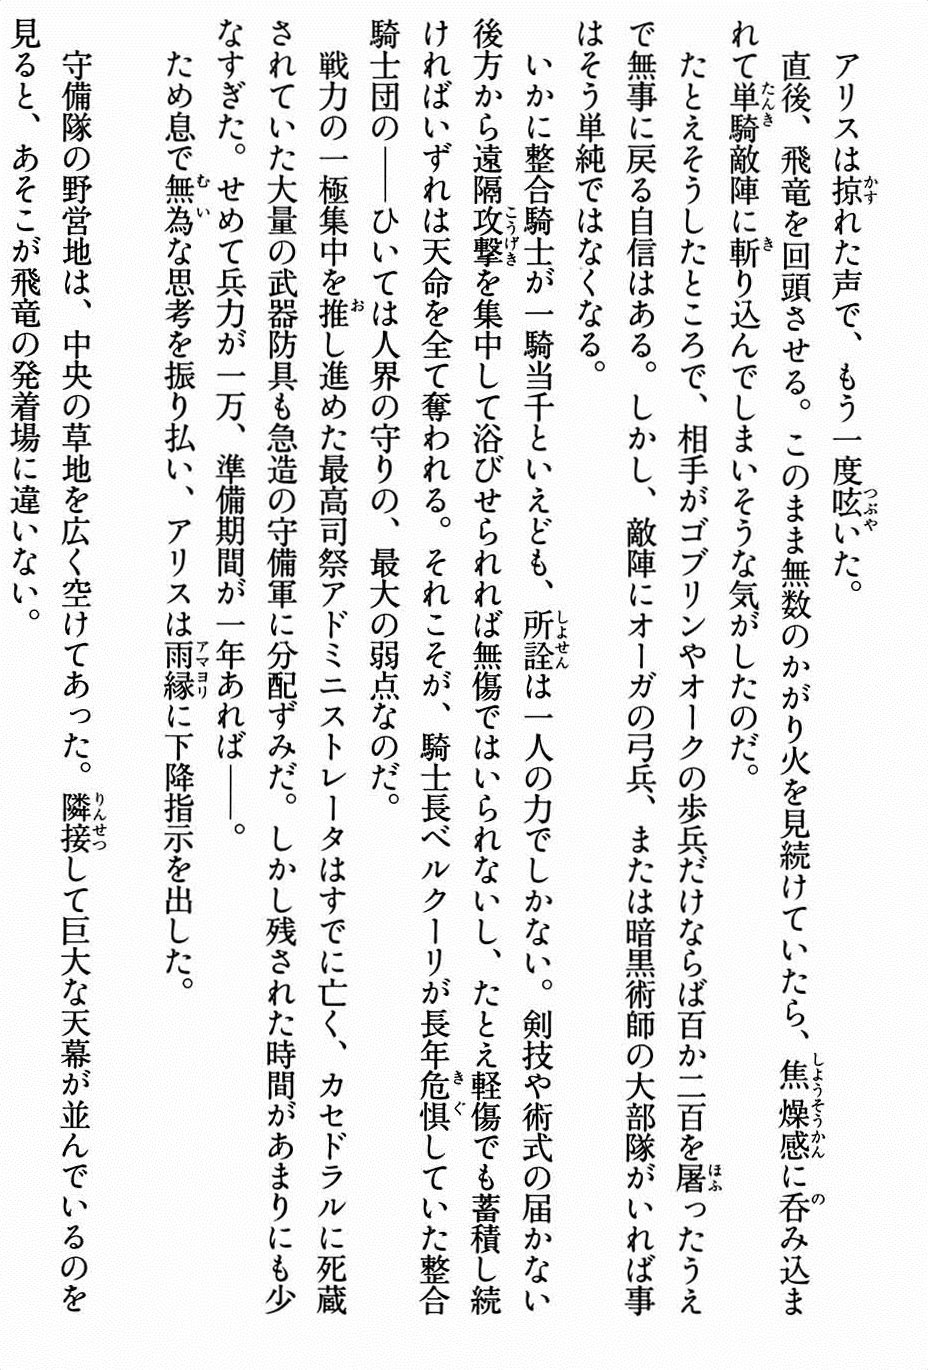 アリスは掠れた声で、もう一度呟いた。
直後、飛竜を回頭させる。このまま無数のかがり火を見続けていたら、焦燥感に呑み込ま
れて単騎敵陣に斬り込んでしまいそうな気がしたのだ。
たとえそうしたところで、相手がゴブリンやオークの歩兵だけならば百か二百を屠ったうえ
で無事に戻る自信はある。しかし、敵陣にオーガの弓兵、または暗黒術師の大部隊がいれば事
はそう単純ではなくなる。
いかに整合騎士が一騎当千といえども、所詮は一人の力でしかない。剣技や術式の届かない
後方から遠隔攻撃を集中して浴びせられれば無傷ではいられないし、たとえ軽傷でも蓄積し続
ければいずれは天命を全て奪われる。それこそが、騎士長ベルクーリが長年危惧していた整合
騎士団の――ひいては人界の守りの、最大の弱点なのだ。
戦力の一極集中を推し進めた最高司祭アドミニストレータはすでに亡く、カセドラルに死蔵
されていた大量の武器防具も急造の守備軍に分配ずみだ。しかし残された時間があまりにも少
なすぎた。せめて兵力が一万、準備期間が一年あれば――。
ため息で無為な思考を振り払い、アリスは雨縁に下降指示を出した。
守備隊の野営地は、中央の草地を広く空けてあった。隣接して巨大な天幕が並んでいるのを
見ると、あそこが飛竜の発着場に違いない。